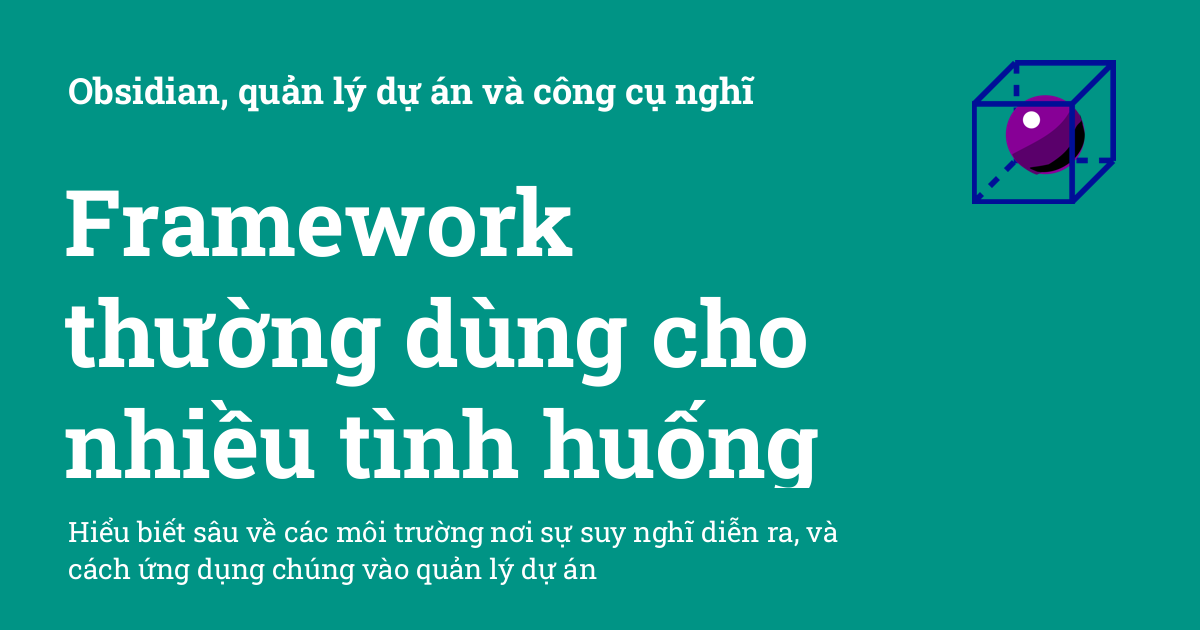 Obsidian, quản lý dự án và công cụ nghĩ
Framework
thường dùng cho
nhiều tình huống
Hiểu biết sâu về các môi trường nơi sự suy nghĩ diễn ra, và
cách ứng dụng chúng vào quản lý dự án